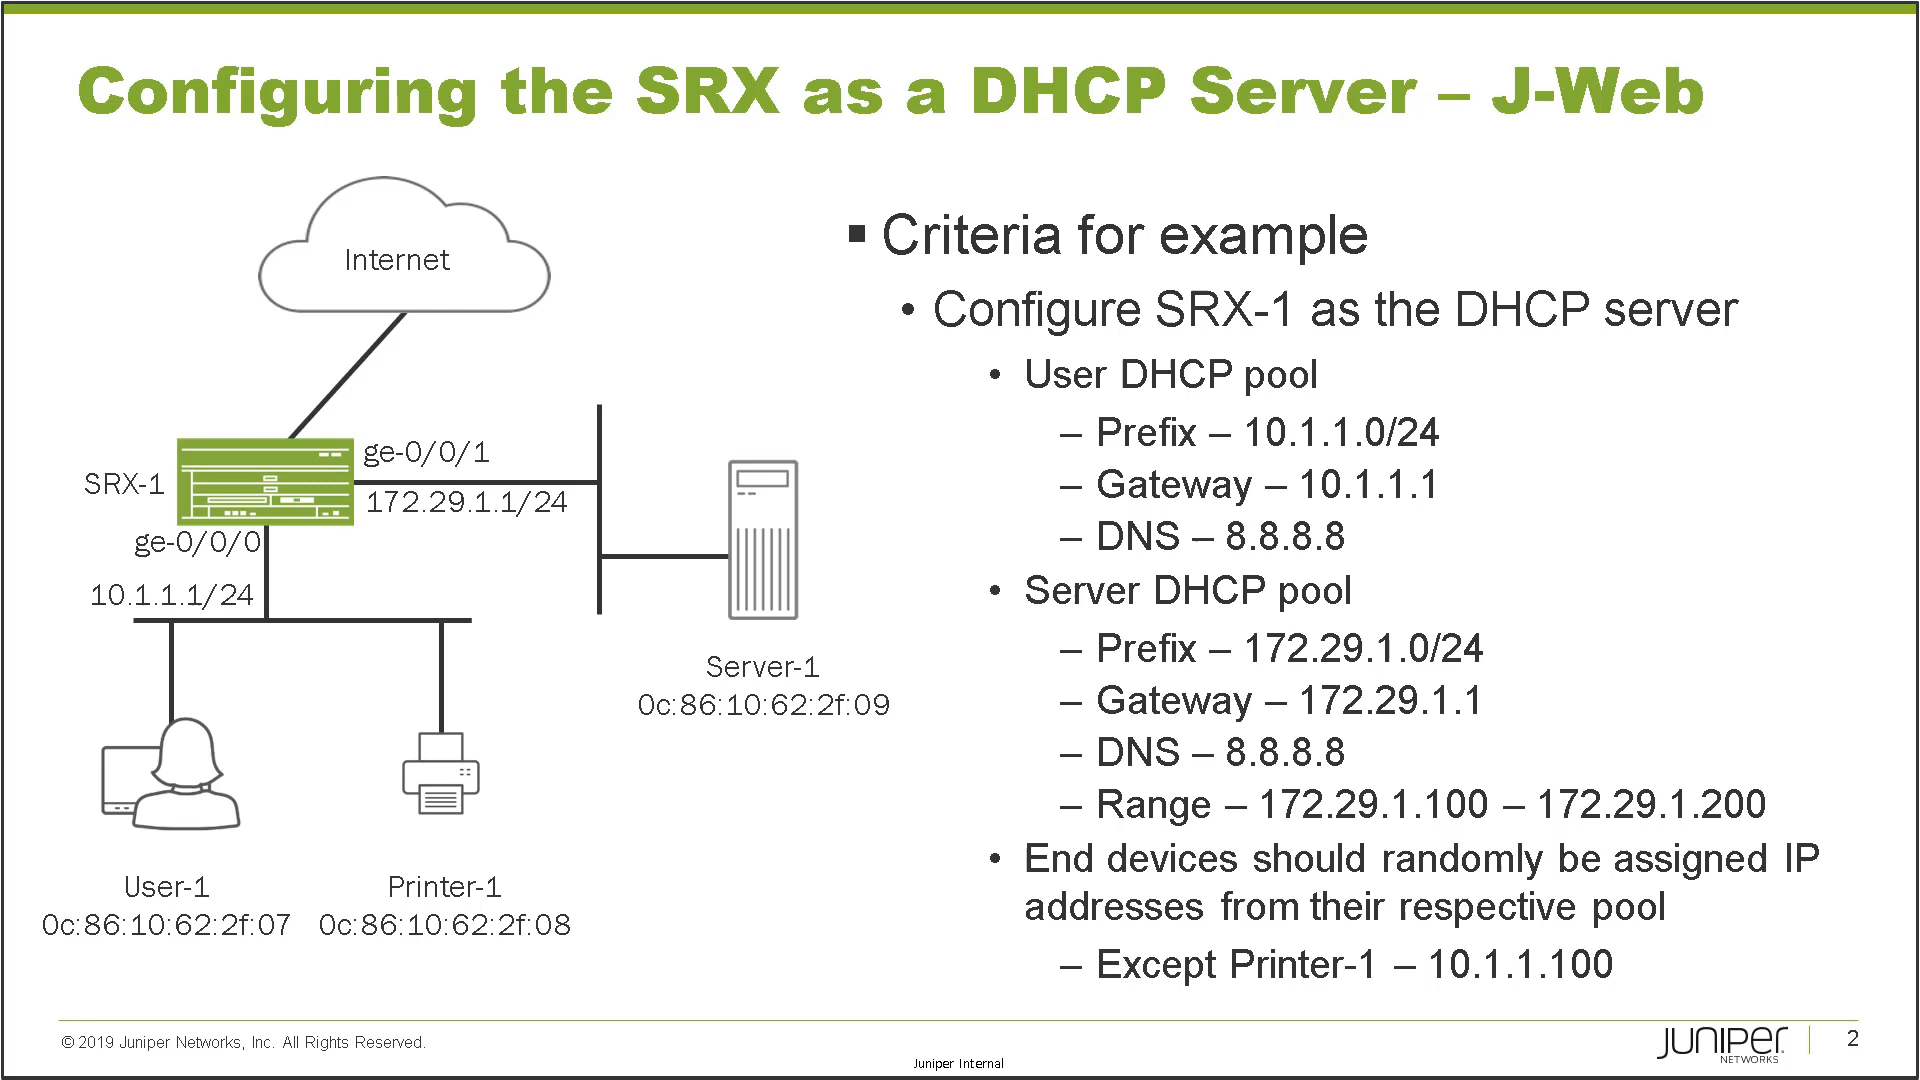 Configuring the SRX as a DHCP Server – J-Web
Internet
SRX-1
ge-0/0/1
172.29.1.1/24
ge-0/0/0
10.1.1.1/24
Server-1
0c:86:10:62:2f:09
User-1
0c:86:10:62:2f:07
Printer-1
0c:86:10:62:2f:08
▪ Criteria for example
• Configure SRX-1 as the DHCP server
• User DHCP pool
– Prefix – 10.1.1.0/24
– Gateway – 10.1.1.1
– DNS – 8.8.8.8
• Server DHCP pool
– Prefix – 172.29.1.0/24
– Gateway – 172.29.1.1
– DNS – 8.8.8.8
– Range – 172.29.1.100 – 172.29.1.200
• End devices should randomly be assigned IP
addresses from their respective pool
– Except Printer-1 – 10.1.1.100
© 2019 Juniper Networks, Inc. All Rights Reserved.
Juniper Internal
JUNIPER
NETWORKS
2